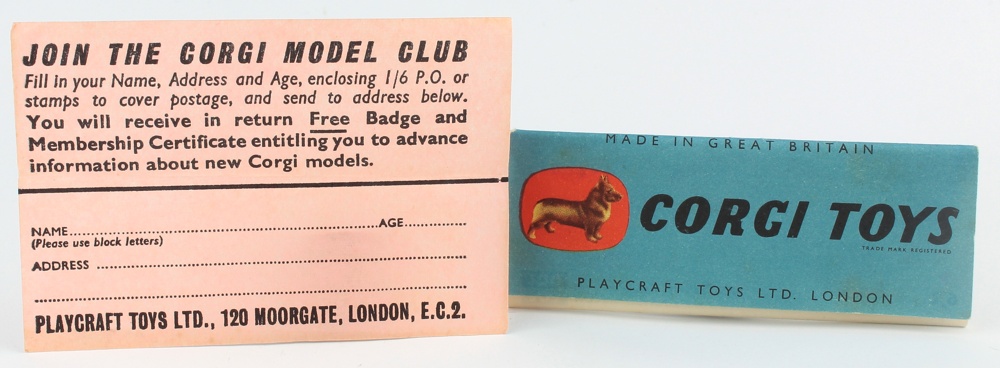 JOIN THE CORGI MODEL CLUB
Fill in your Name, Address and Age, enclosing 1/6 P.O. or
stamps to cover postage, and send to address below.
You will receive in return Free Badge and
Membership Certificate entitling you to advance
information about new Corgi models.
NAME..............................................................AGE..............
(Please use block letters)
ADDRESS ..........................................................................
....................................................................................
PLAYCRAFT TOYS LTD., 120 MOORGATE, LONDON, E.C.2.
MADE IN GREAT BRITAIN
CORGI TOYS
TRADE MARK REGISTERED
PLAYCRAFT TOYS LTD. LONDON